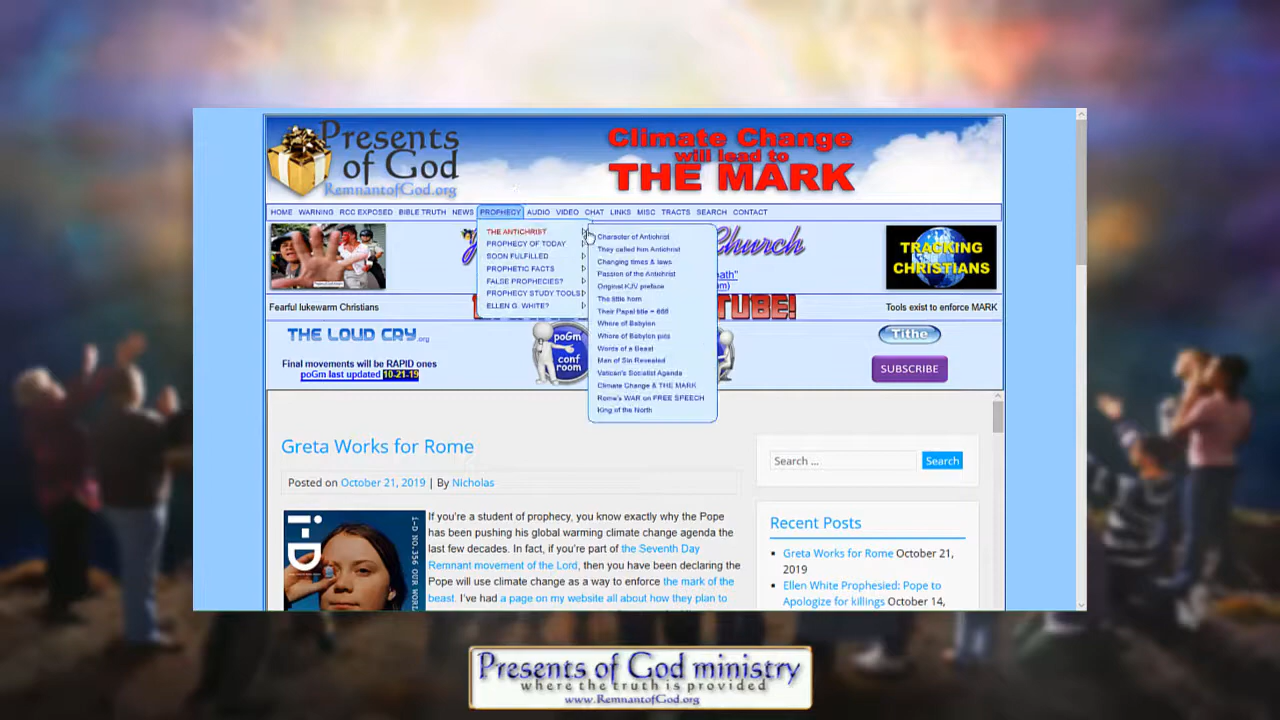 Presents
of God
RemnantofGod.org
Climate Change
will lead to
THE MARK
HOME WARNING RCC EXPOSED BIBLE TRUTH NEWS PROPHECY AUDIO VIDEO CHAT LINKS MISC TRACTS SEARCH CONTACT
THE ANTICHRIST
PROPHECY OF TODAY
SOON FULFILLED
PROPHETIC FACTS
FALSE PROPHECIES?
PROPHECY STUDY TOOLS
ELLEN G. WHITE?
Character of Antichrist
They called him Antichrist
Changing times & laws
Passion of the Antichrist
Original KJV preface
The little horn
Their Papal title = 666
Whore of Babylon
Whore of Babylon pics
Words of a Beast
Man of Sin Revealed
Vatican's Socialist Agenda
Climate Change & THE MARK
Rome's WAR on FREE SPEECH
King of the North
Church
TRACKING
CHRISTIANS
Fearful lukewarm Christians
TUBE!
Tools exist to enforce MARK
THE LOUD CRY.org
Final movements will be RAPID ones
poGm last updated 10-21-19
poGm
conf
room
Tithe
SUBSCRIBE
Greta Works for Rome
Posted on October 21, 2019 | By Nicholas
i-D
i-D NO.356 OUR WORL
If you're a student of prophecy, you know exactly why the Pope
has been pushing his global warming climate change agenda the
last few decades. In fact, if you're part of the Seventh Day
Remnant movement of the Lord, then you have been declaring the
Pope will use climate change as a way to enforce the mark of the
beast. I've had a page on my website all about how they plan to
Search ...
Search
Recent Posts
Greta Works for Rome October 21,
2019
Ellen White Prophesied: Pope to
Apologize for killings October 14,
Presents of God ministry
where the truth is provided
www.RemnantofGod.org